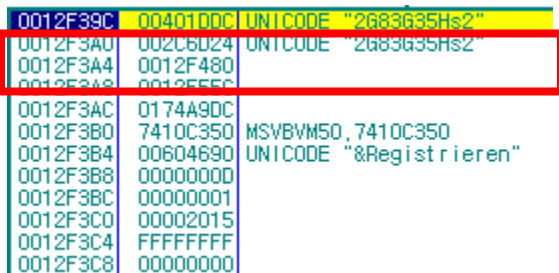 0012F39C 00401DDC UNICODE "2G83G35Hs2"
0012F3A0 002C6D24 UNICODE "2G83G35Hs2"
0012F3A4 0012F480
0012F3AC 0174A9DC
0012F3B0 7410C350 MSVBVM50.7410C350
0012F3B4 00604690 UNICODE "&Registrieren"
0012F3B8 0000000D
0012F3BC 00000001
0012F3C0 00002015
0012F3C4 FFFFFFFF
0012F3C8 00000000